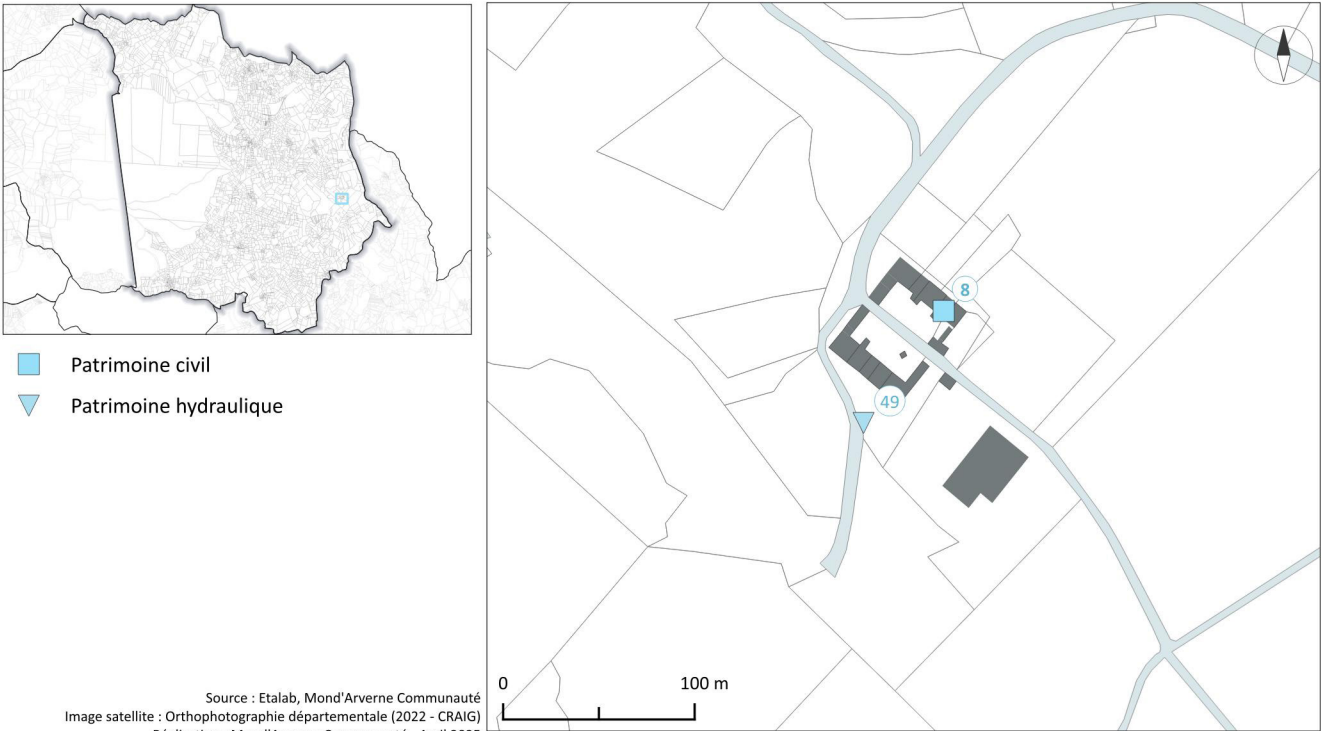 Patrimoine civil
Patrimoine hydraulique
Source : Etalab, Mond'Arverne Communauté
Image satellite : Orthophotographie départementale (2022 - CRAIG)
8
49
0 100 m